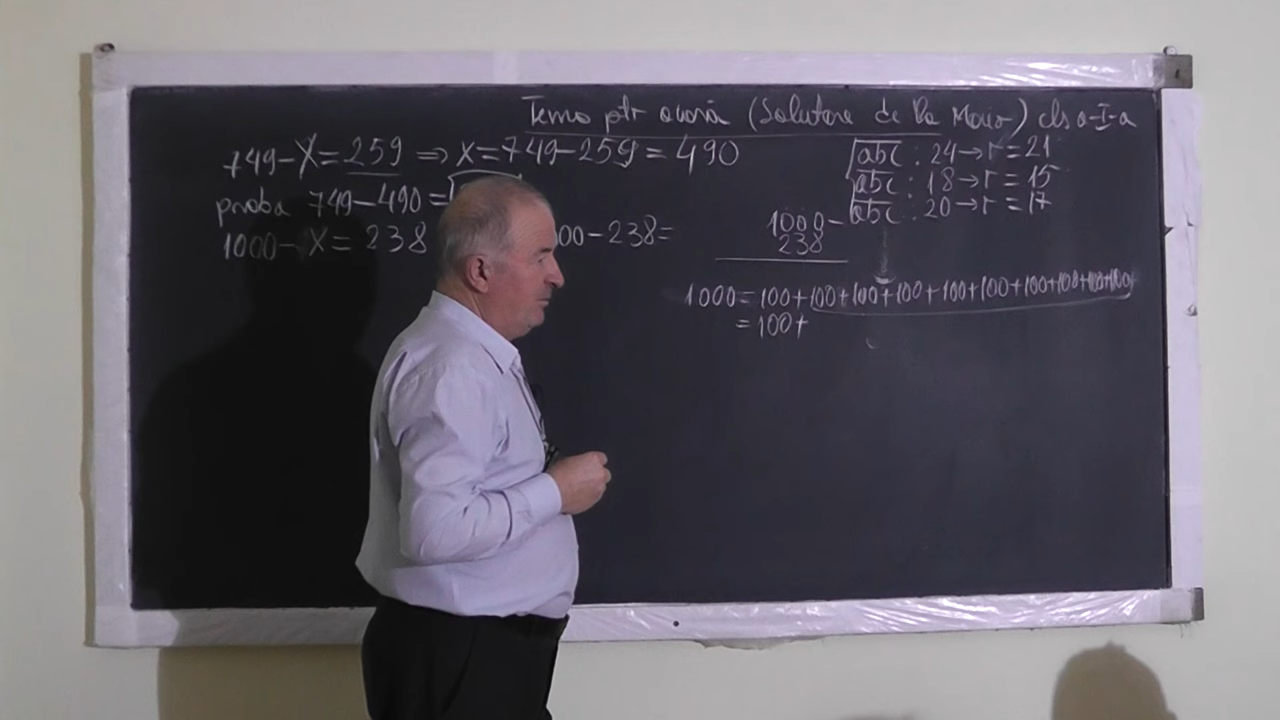 Temă ptr acasă (Salutare de La Mare) cls a-I-a
749-X=259 ⇒ X=749-259=490
proba 749-490=
1000-X=238 00-238=
abc : 24→r=21
abc : 18→r=15
abc : 20→r=17
1000-
238
1000=100+100+100+100+100+100+100+100+100+100
=100+